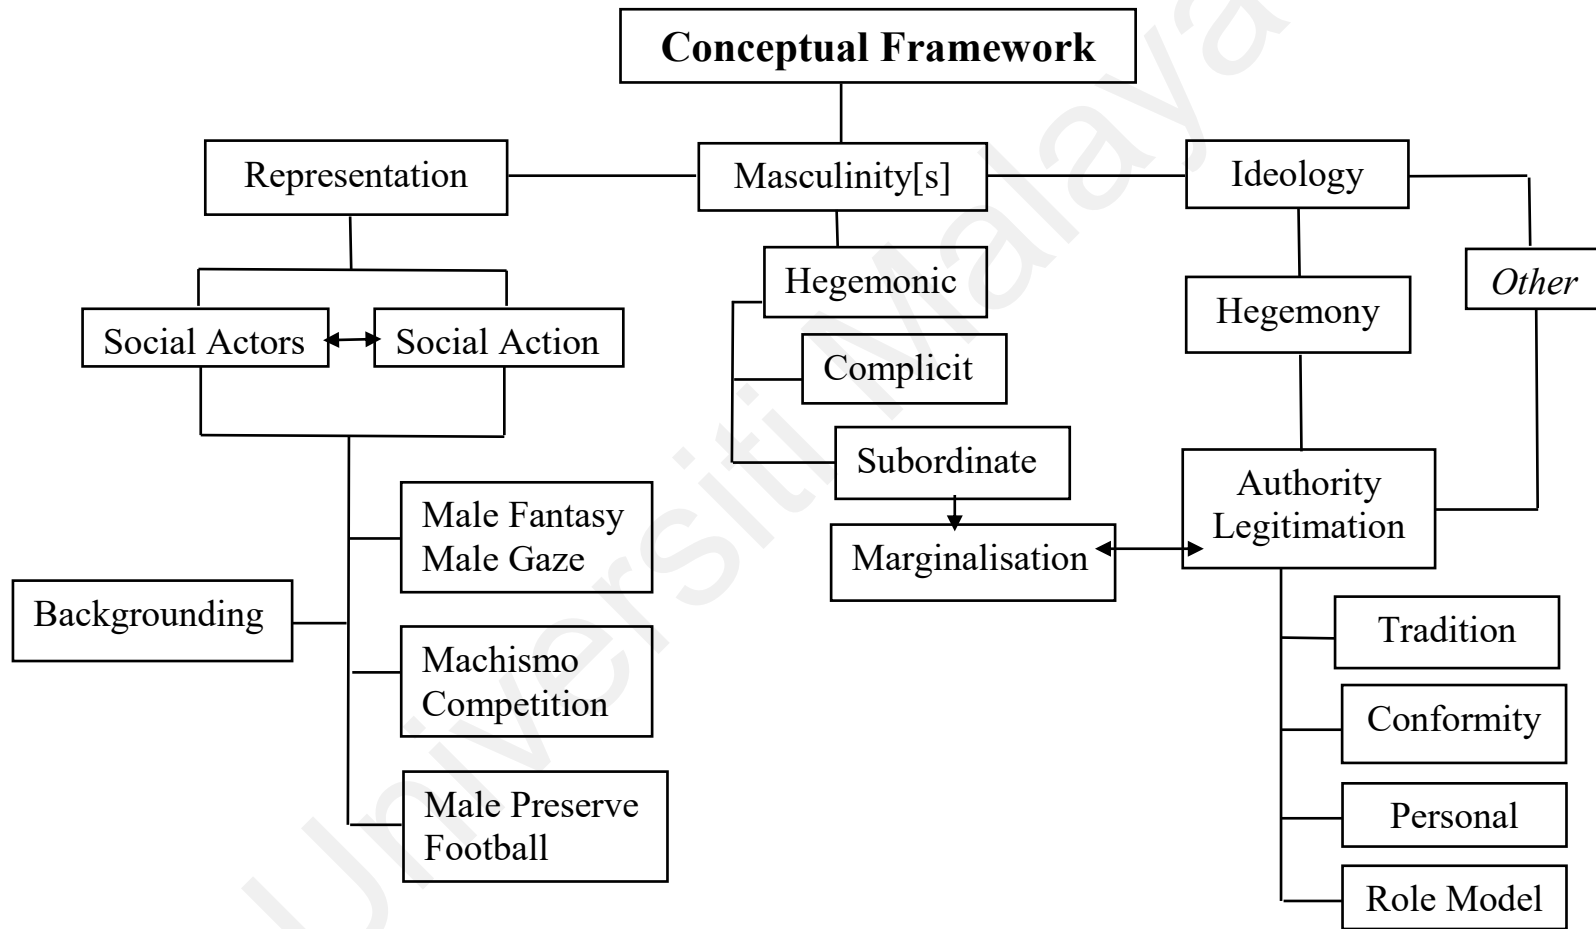 Conceptual Framework
Representation
Masculinity[s]
Ideology
Hegemonic
Other
Hegemony
Social Actors
Social Action
Complicit
Subordinate
Authority
Legitimation
Male Fantasy
Male Gaze
Marginalisation
Backgrounding
Tradition
Machismo
Competition
Conformity
Male Preserve
Football
Personal
Role Model
Universiti Malaya